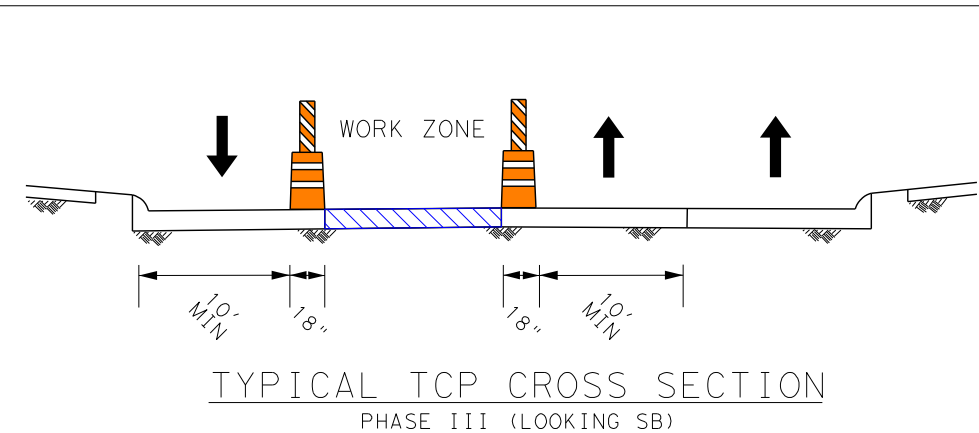 WORK ZONE
10' MIN
18"
18"
10' MIN
TYPICAL TCP CROSS SECTION
PHASE III (LOOKING SB)